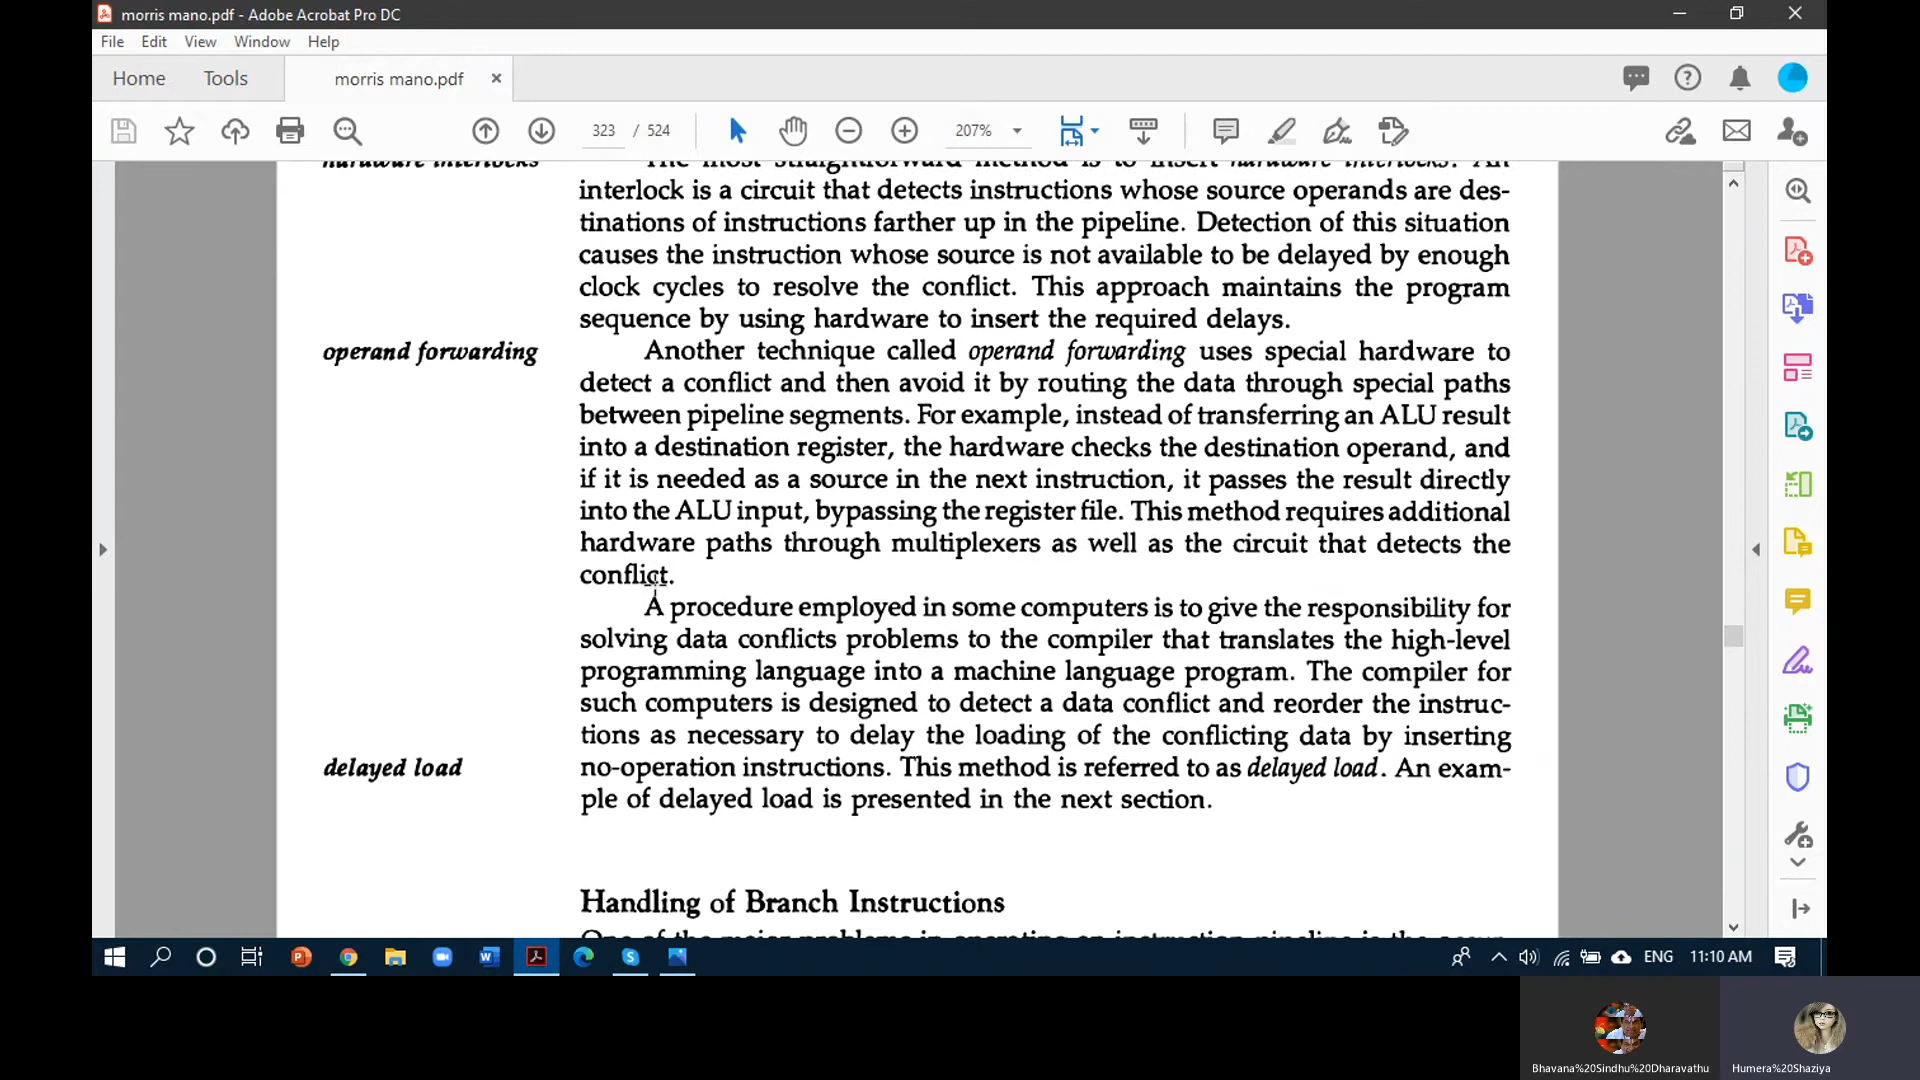 morris mano.pdf - Adobe Acrobat Pro DC
File Edit View Window Help
Home Tools morris mano.pdf
323 / 524 207%
hardware interlocks The most straightforward method is to insert hardware interlocks. An
interlock is a circuit that detects instructions whose source operands are des-
tinations of instructions farther up in the pipeline. Detection of this situation
causes the instruction whose source is not available to be delayed by enough
clock cycles to resolve the conflict. This approach maintains the program
sequence by using hardware to insert the required delays.
operand forwarding Another technique called operand forwarding uses special hardware to
detect a conflict and then avoid it by routing the data through special paths
between pipeline segments. For example, instead of transferring an ALU result
into a destination register, the hardware checks the destination operand, and
if it is needed as a source in the next instruction, it passes the result directly
into the ALU input, bypassing the register file. This method requires additional
hardware paths through multiplexers as well as the circuit that detects the
conflict.
A procedure employed in some computers is to give the responsibility for
solving data conflicts problems to the compiler that translates the high-level
programming language into a machine language program. The compiler for
such computers is designed to detect a data conflict and reorder the instruc-
tions as necessary to delay the loading of the conflicting data by inserting
delayed load no-operation instructions. This method is referred to as delayed load. An exam-
ple of delayed load is presented in the next section.
Handling of Branch Instructions
One of the major problems in operating an instruction pipeline is the
ENG 11:10 AM
Bhavana%20Sindhu%20Dharavathu Humera%20Shaziya